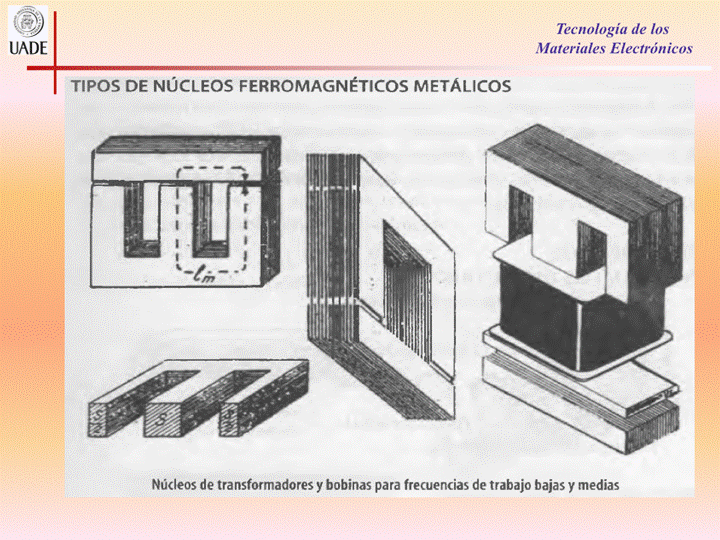 UADE
Tecnología de los
Materiales Electrónicos
TIPOS DE NÚCLEOS FERROMAGNÉTICOS METÁLICOS
lm
S S S
Núcleos de transformadores y bobinas para frecuencias de trabajo bajas y medias